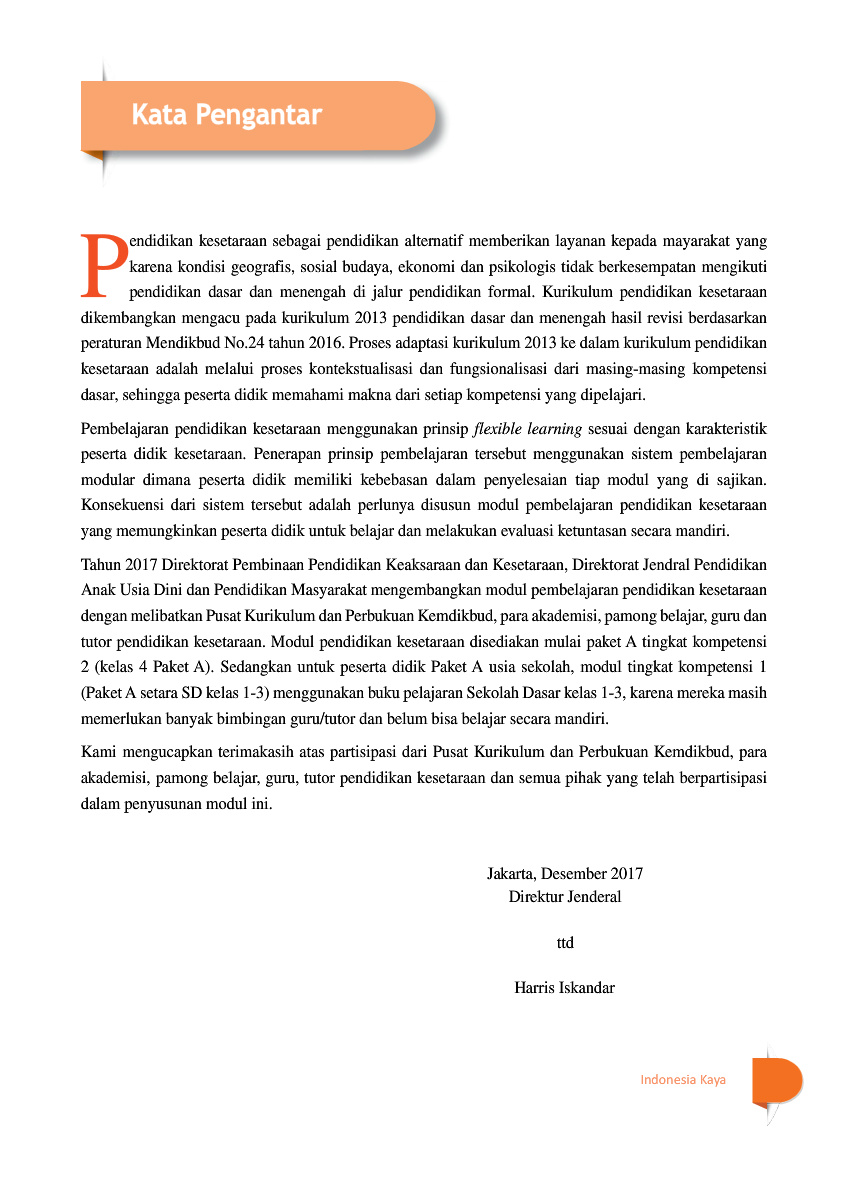 Kata Pengantar
Pendidikan kesetaraan sebagai pendidikan alternatif memberikan layanan kepada mayarakat yang
karena kondisi geografis, sosial budaya, ekonomi dan psikologis tidak berkesempatan mengikuti
pendidikan dasar dan menengah di jalur pendidikan formal. Kurikulum pendidikan kesetaraan
dikembangkan mengacu pada kurikulum 2013 pendidikan dasar dan menengah hasil revisi berdasarkan
peraturan Mendikbud No.24 tahun 2016. Proses adaptasi kurikulum 2013 ke dalam kurikulum pendidikan
kesetaraan adalah melalui proses kontekstualisasi dan fungsionalisasi dari masing-masing kompetensi
dasar, sehingga peserta didik memahami makna dari setiap kompetensi yang dipelajari.
Pembelajaran pendidikan kesetaraan menggunakan prinsip flexible learning sesuai dengan karakteristik
peserta didik kesetaraan. Penerapan prinsip pembelajaran tersebut menggunakan sistem pembelajaran
modular dimana peserta didik memiliki kebebasan dalam penyelesaian tiap modul yang di sajikan.
Konsekuensi dari sistem tersebut adalah perlunya disusun modul pembelajaran pendidikan kesetaraan
yang memungkinkan peserta didik untuk belajar dan melakukan evaluasi ketuntasan secara mandiri.
Tahun 2017 Direktorat Pembinaan Pendidikan Keaksaraan dan Kesetaraan, Direktorat Jendral Pendidikan
Anak Usia Dini dan Pendidikan Masyarakat mengembangkan modul pembelajaran pendidikan kesetaraan
dengan melibatkan Pusat Kurikulum dan Perbukuan Kemdikbud, para akademisi, pamong belajar, guru dan
tutor pendidikan kesetaraan. Modul pendidikan kesetaraan disediakan mulai paket A tingkat kompetensi
2 (kelas 4 Paket A). Sedangkan untuk peserta didik Paket A usia sekolah, modul tingkat kompetensi 1
(Paket A setara SD kelas 1-3) menggunakan buku pelajaran Sekolah Dasar kelas 1-3, karena mereka masih
memerlukan banyak bimbingan guru/tutor dan belum bisa belajar secara mandiri.
Kami mengucapkan terimakasih atas partisipasi dari Pusat Kurikulum dan Perbukuan Kemdikbud, para
akademisi, pamong belajar, guru, tutor pendidikan kesetaraan dan semua pihak yang telah berpartisipasi
dalam penyusunan modul ini.
Jakarta, Desember 2017
Direktur Jenderal
ttd
Harris Iskandar
Indonesia Kaya